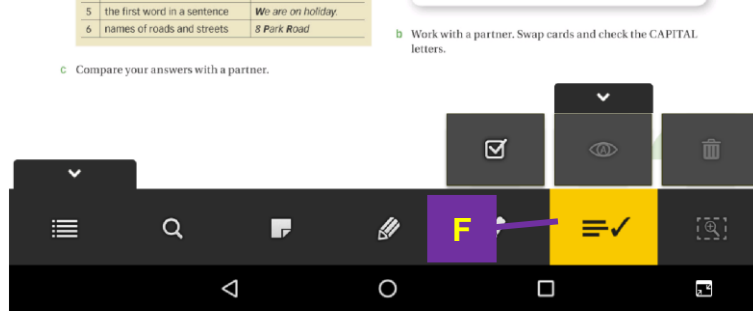 5 the first word in a sentence We are on holiday.
6 names of roads and streets 8 Park Road
b Work with a partner. Swap cards and check the CAPITAL
letters.
c Compare your answers with a partner.
A
F